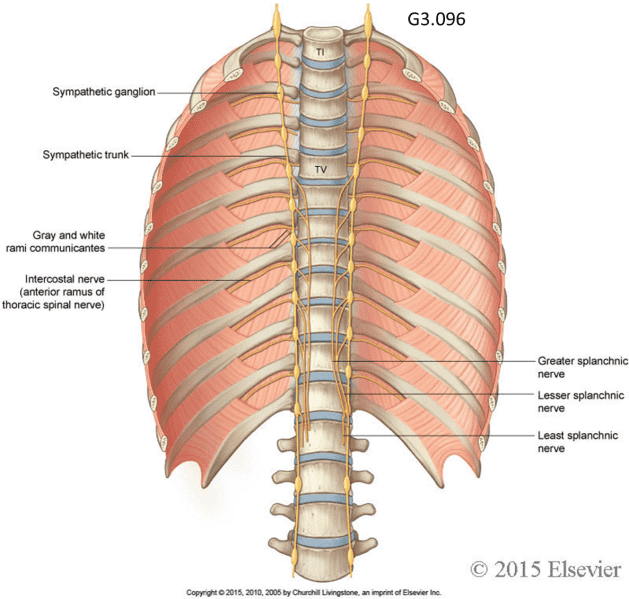 G3.096
TI
Sympathetic ganglion
Sympathetic trunk
TV
Gray and white
rami communicantes
Intercostal nerve
(anterior ramus of
thoracic spinal nerve)
Greater splanchnic
nerve
Lesser splanchnic
nerve
Least splanchnic
nerve
© 2015 Elsevier
Copyright © 2015, 2010, 2005 by Churchill Livingstone, an imprint of Elsevier Inc.